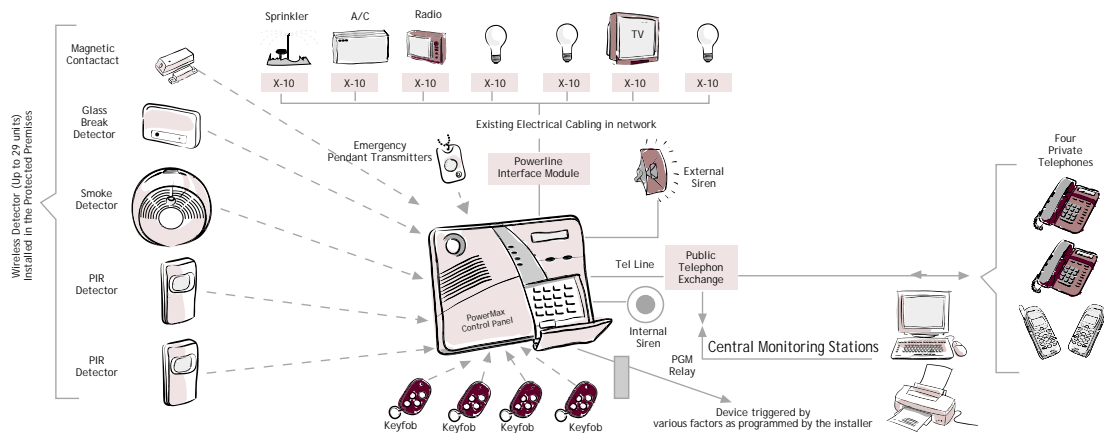 Sprinkler
A/C
Radio
TV
X-10
X-10
X-10
X-10
X-10
X-10
X-10
Existing Electrical Cabling in network
Wireless Detector (Up to 29 units)
Installed in the Protected Premises
Magnetic
Contactact
Glass
Break
Detector
Smoke
Detector
PIR
Detector
PIR
Detector
Emergency
Pendant Transmitters
Powerline
Interface Module
External
Siren
PowerMax
Control Panel
Tel Line
Public
Telephon
Exchange
Internal
Siren
PGM
Relay
Central Monitoring Stations
Four
Private
Telephones
Keyfob
Keyfob
Keyfob
Keyfob
Device triggered by
various factors as programmed by the installer